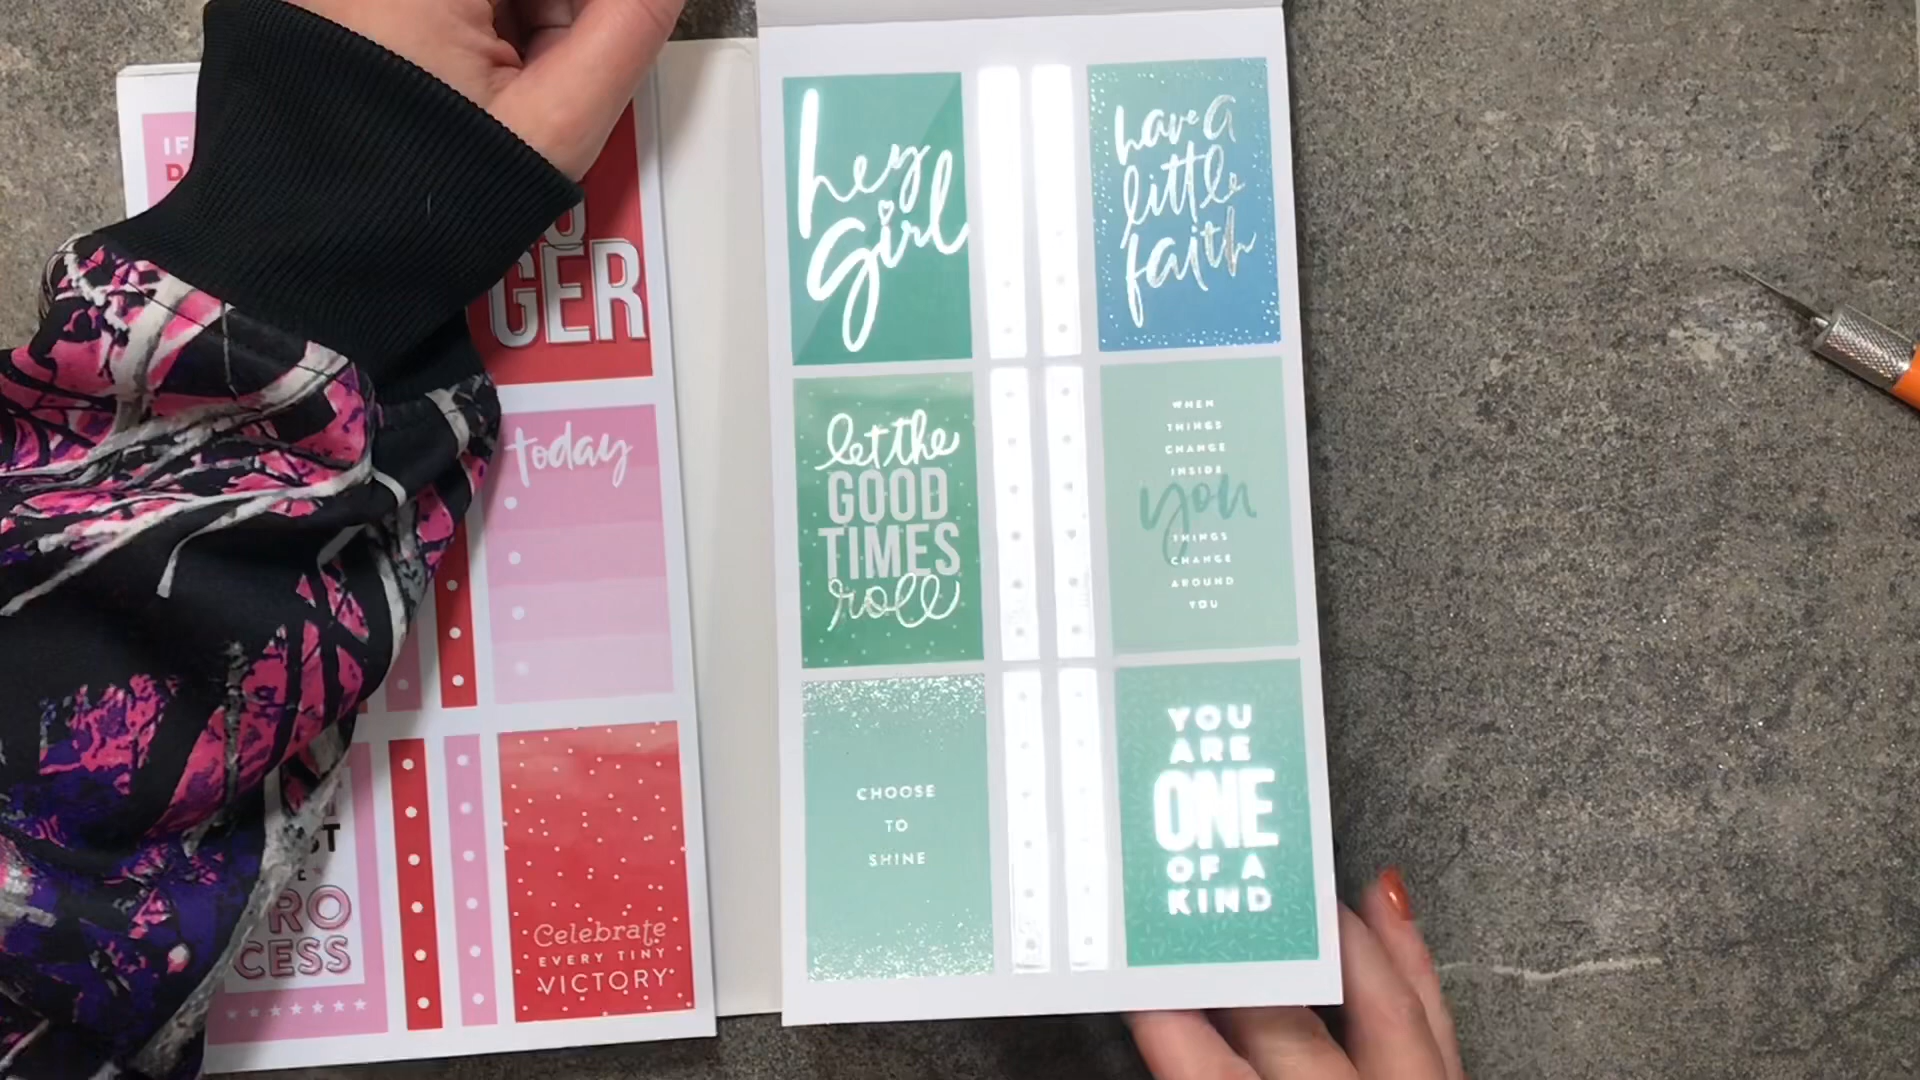 IF
GER
today
CESS
Celebrate
EVERY TINY
VICTORY
hey
girl
have a
little
faith
let the
GOOD
TIMES
roll
WHEN
THINGS
CHANGE
INSIDE
you
THINGS
CHANGE
AROUND
YOU
CHOOSE
TO
SHINE
YOU
ARE
ONE
OF A
KIND